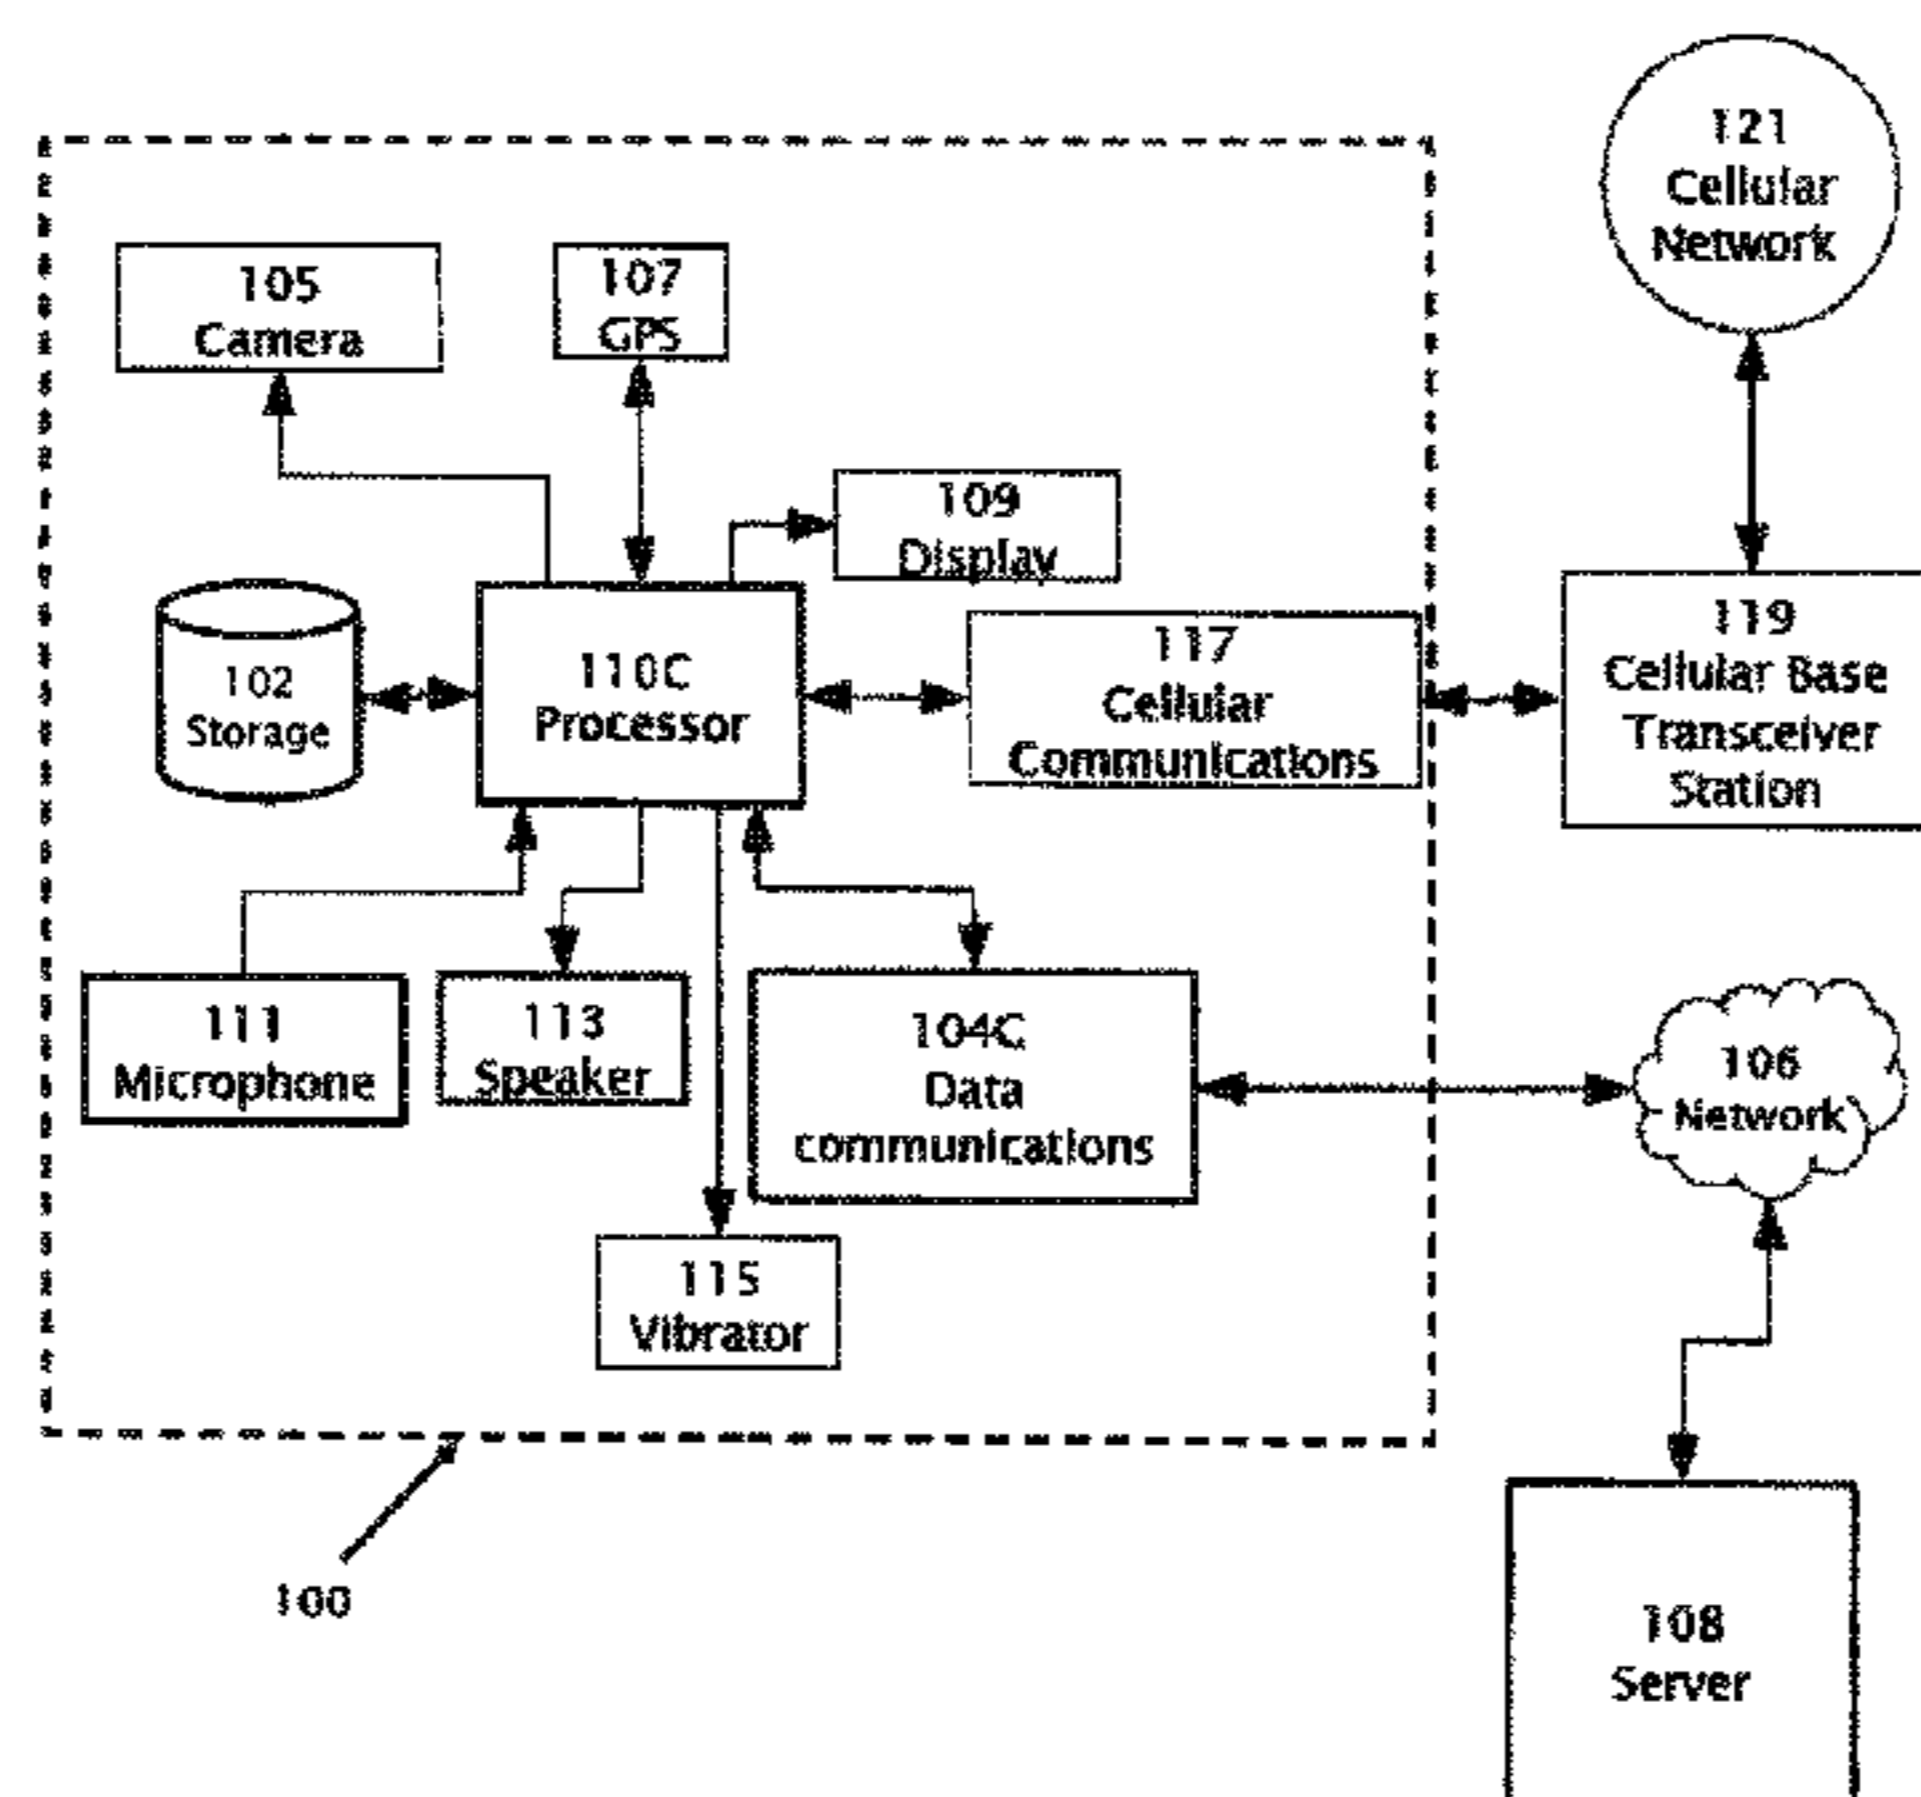 121
Cellular
Network
105
Camera
107
GPS
109
Display
102
Storage
110C
Processor
117
Cellular
Communications
119
Cellular Base
Transceiver
Station
111
Microphone
113
Speaker
104C
Data
communications
106
Network
115
Vibrator
100
108
Server